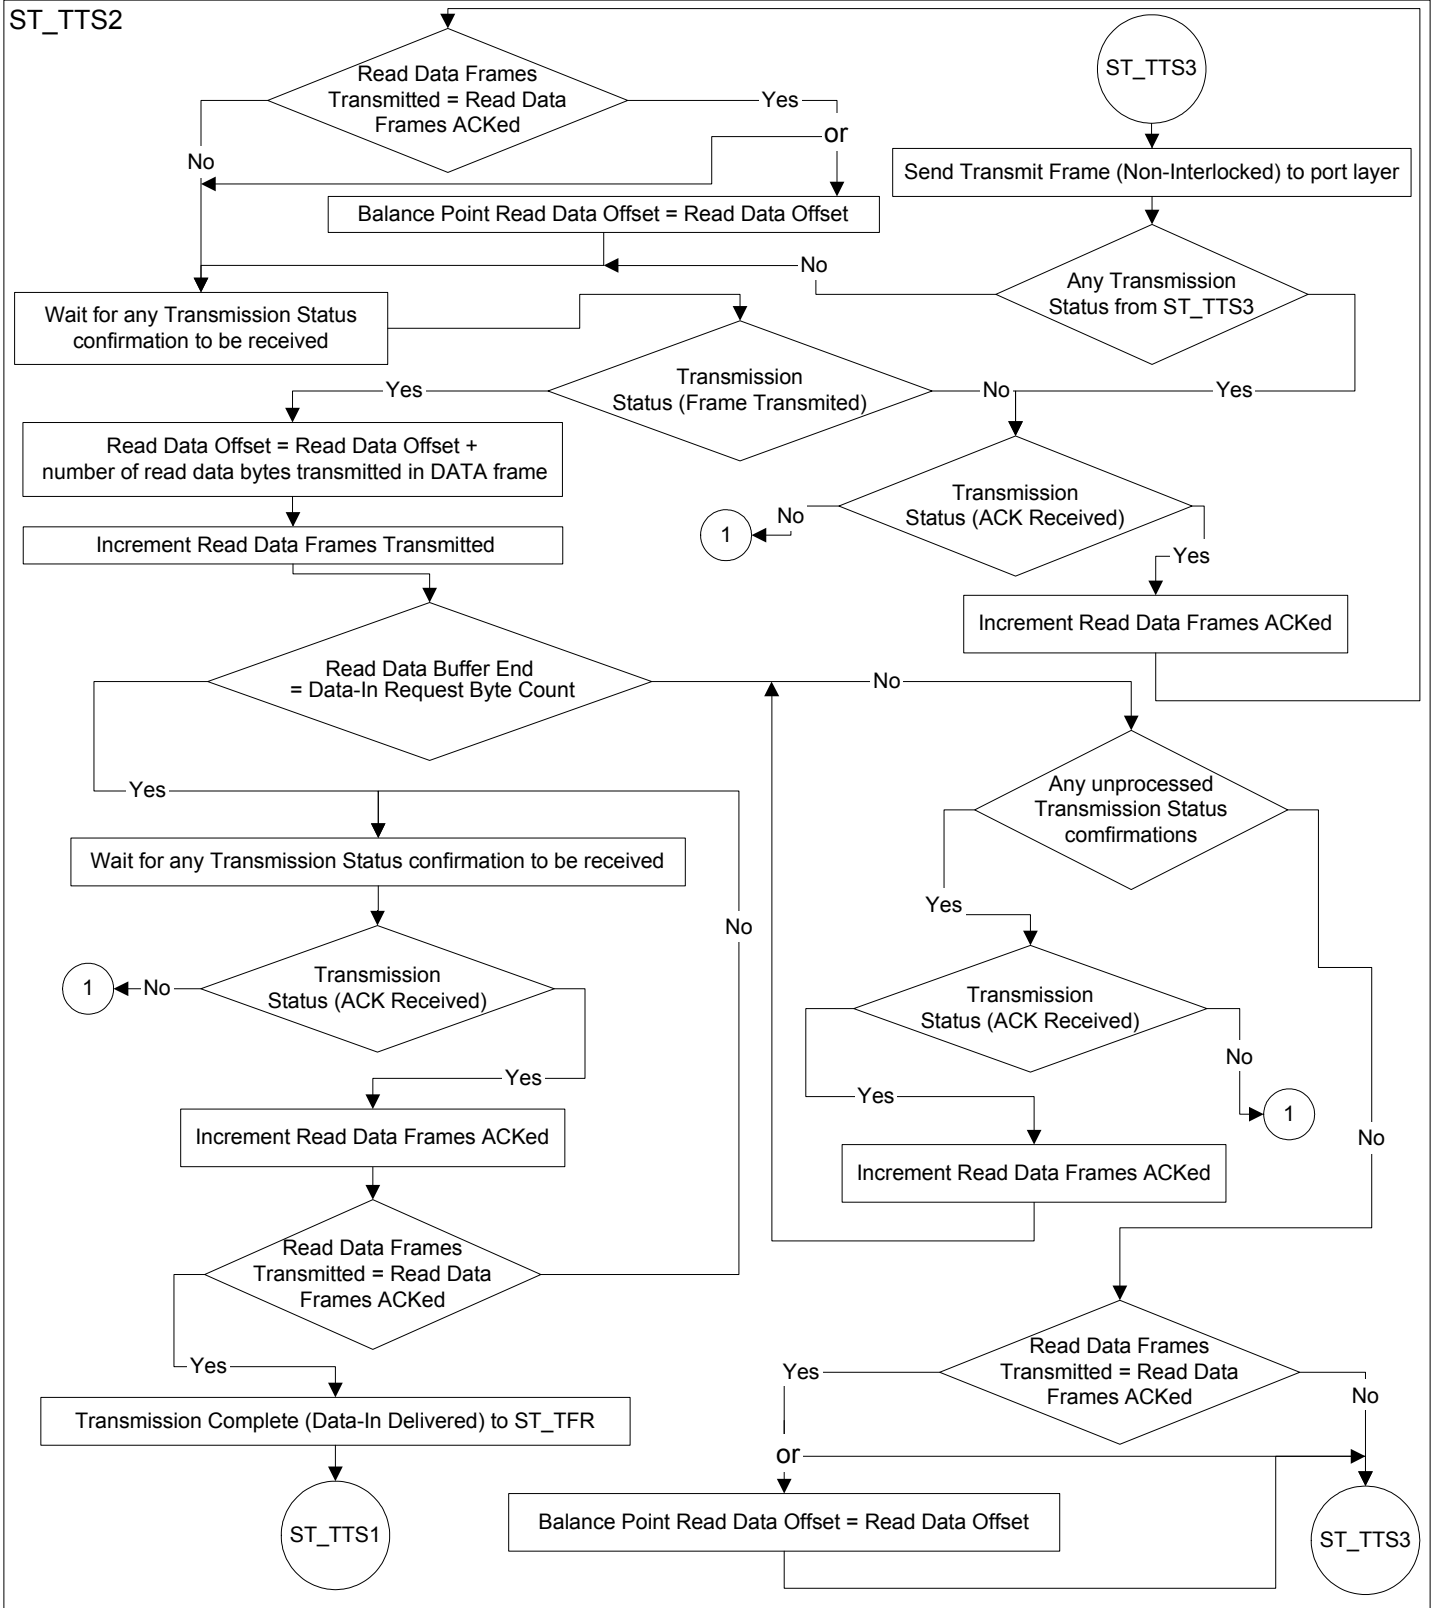 ST_TTS2
Read Data Frames
Transmitted = Read Data
Frames ACKed
Yes
or
No
Balance Point Read Data Offset = Read Data Offset
ST_TTS3
Send Transmit Frame (Non-Interlocked) to port layer
Any Transmission
Status from ST_TTS3
No
Yes
Wait for any Transmission Status
confirmation to be received
Transmission
Status (Frame Transmited)
Yes
No
Read Data Offset = Read Data Offset +
number of read data bytes transmitted in DATA frame
Increment Read Data Frames Transmitted
Transmission
Status (ACK Received)
No
1
Yes
Increment Read Data Frames ACKed
Read Data Buffer End
= Data-In Request Byte Count
No
Yes
Any unprocessed
Transmission Status
comfirmations
Wait for any Transmission Status confirmation to be received
Yes
No
Transmission
Status (ACK Received)
No
1
Yes
Transmission
Status (ACK Received)
No
1
Yes
No
Increment Read Data Frames ACKed
Increment Read Data Frames ACKed
Read Data Frames
Transmitted = Read Data
Frames ACKed
Yes
Transmission Complete (Data-In Delivered) to ST_TFR
ST_TTS1
Read Data Frames
Transmitted = Read Data
Frames ACKed
Yes
No
or
Balance Point Read Data Offset = Read Data Offset
ST_TTS3